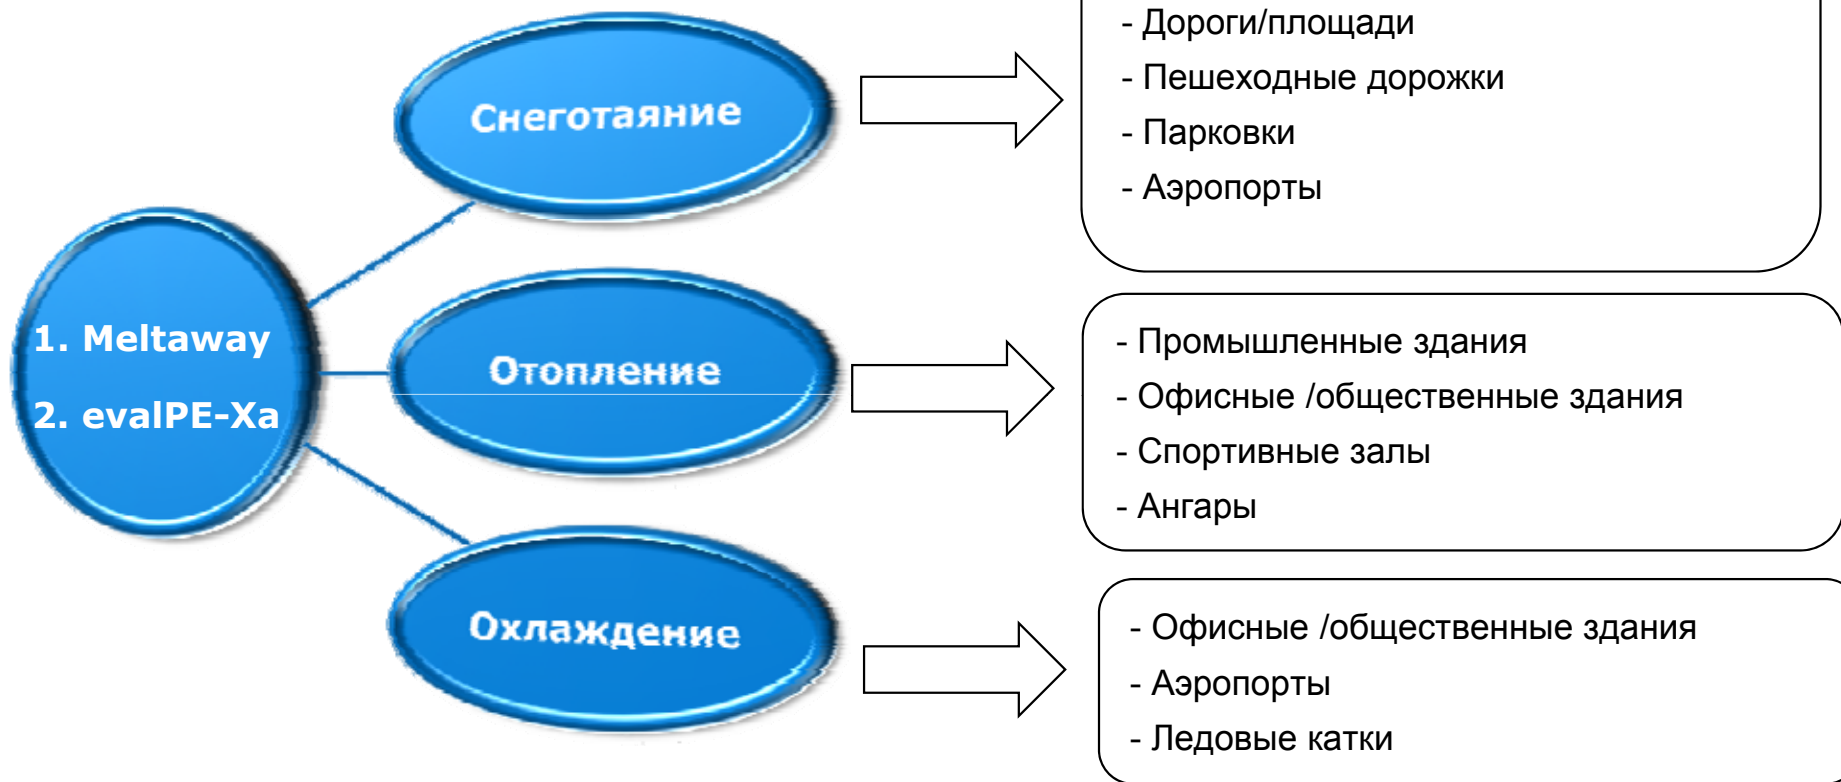 1. Meltaway
2. evalPE-Xa
Снеготаяние
- Дороги/площади
- Пешеходные дорожки
- Парковки
- Аэропорты
Отопление
- Промышленные здания
- Офисные /общественные здания
- Спортивные залы
- Ангары
Охлаждение
- Офисные /общественные здания
- Аэропорты
- Ледовые катки